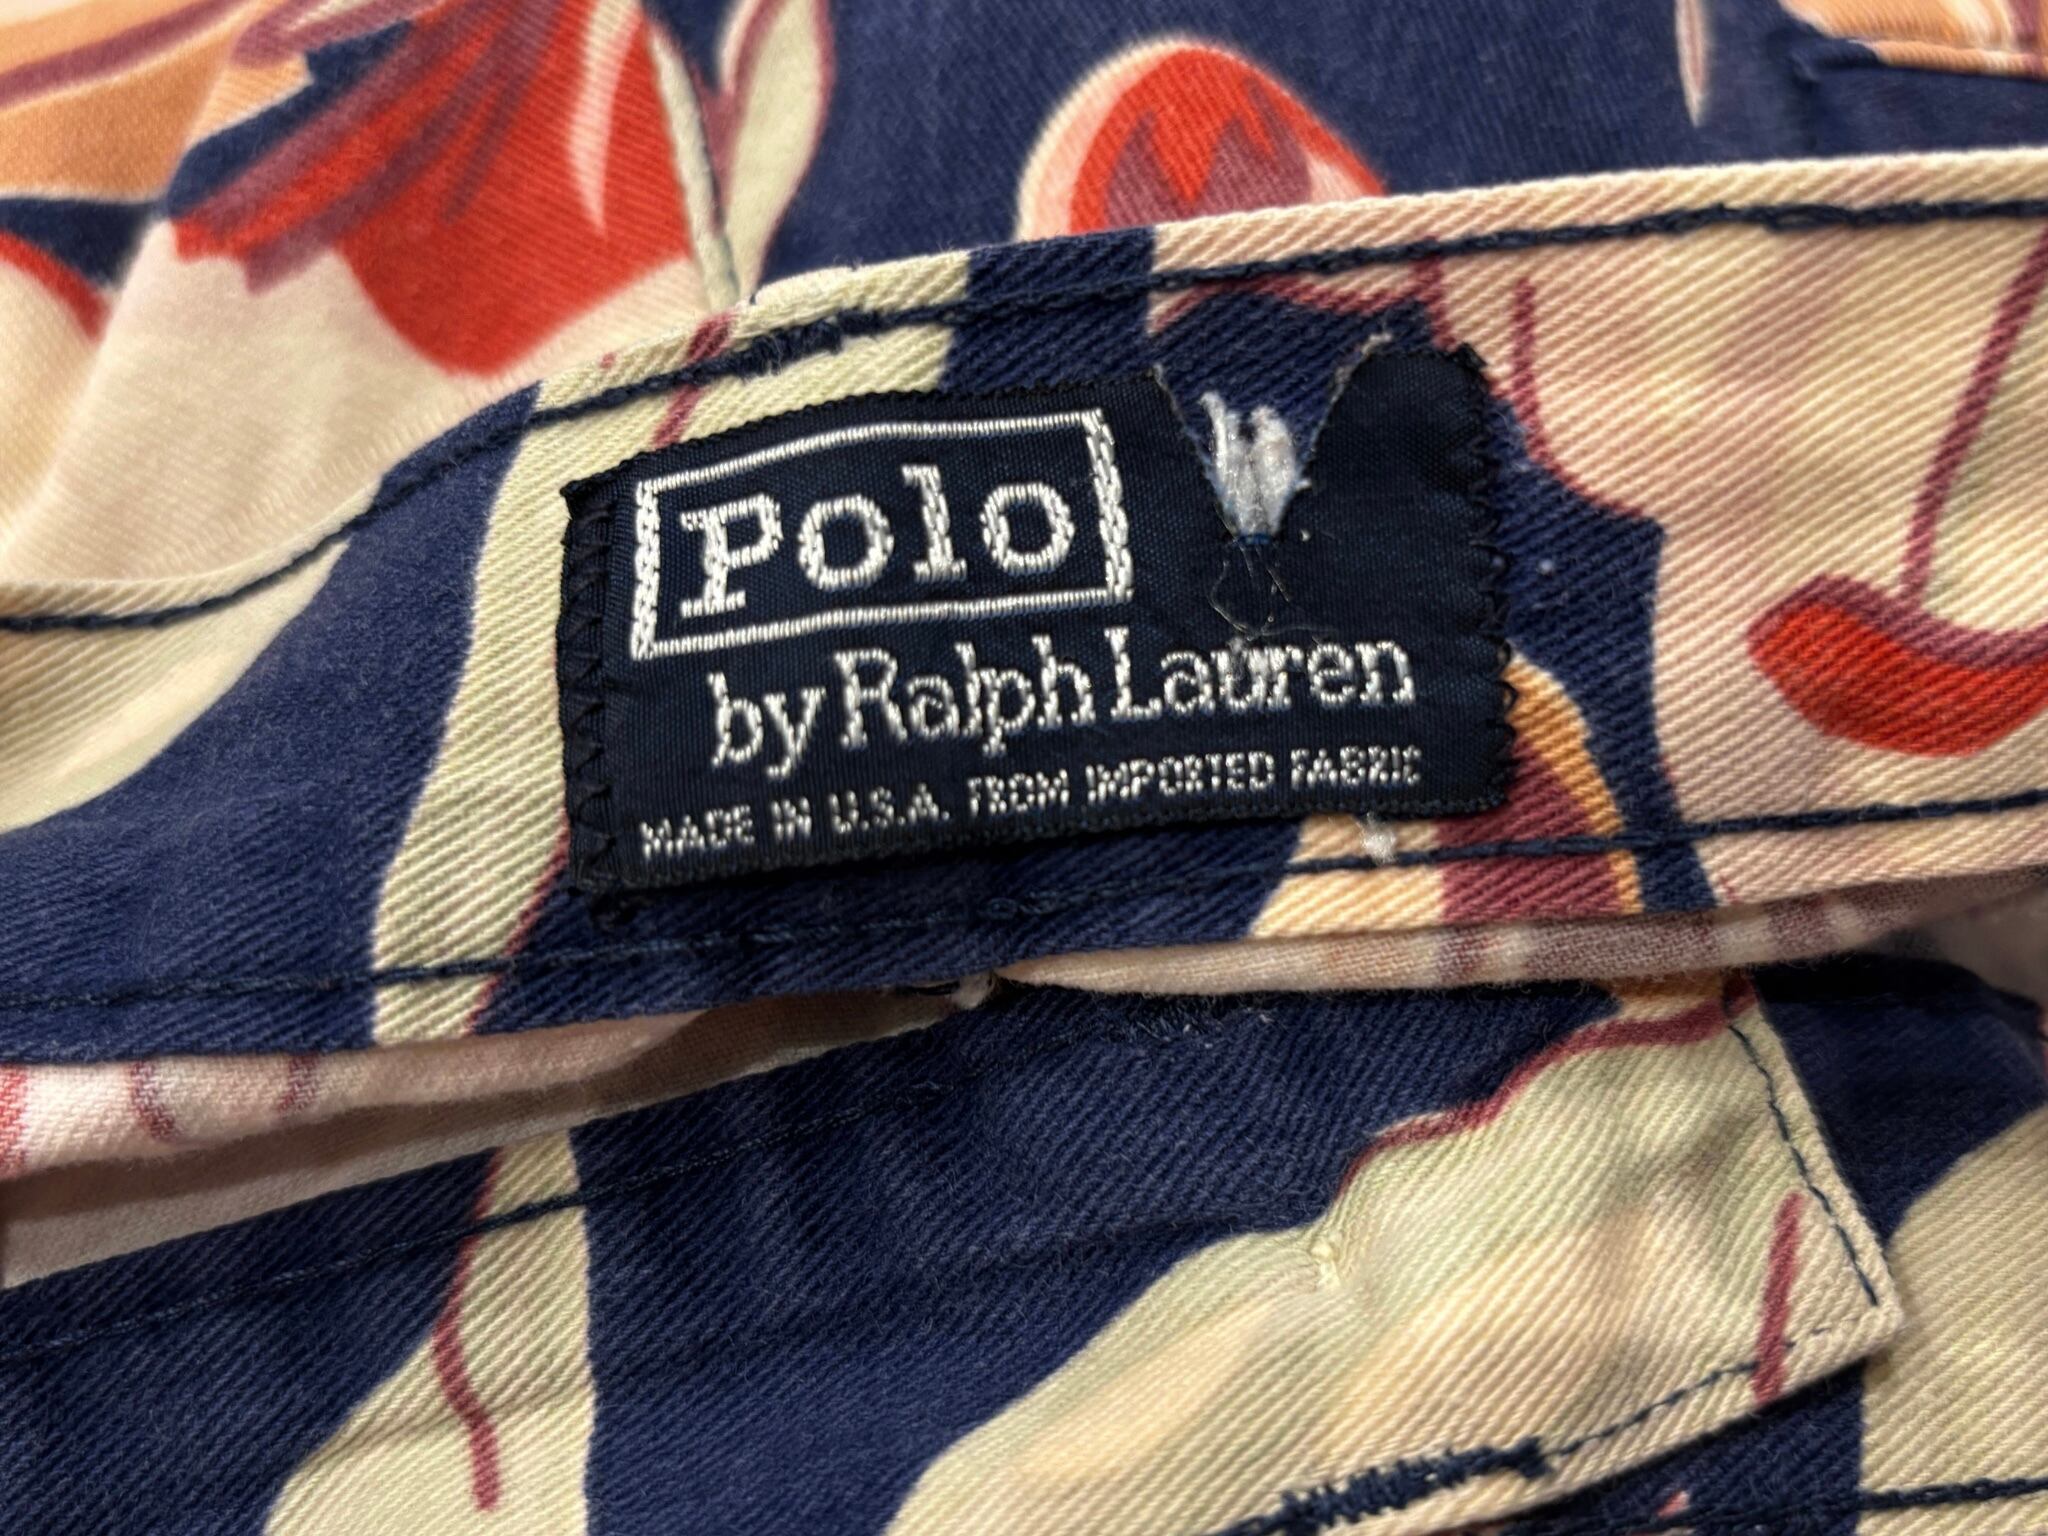 Polo
by Ralph Lauren
MADE IN U.S.A. FROM IMPORTED FABRIC